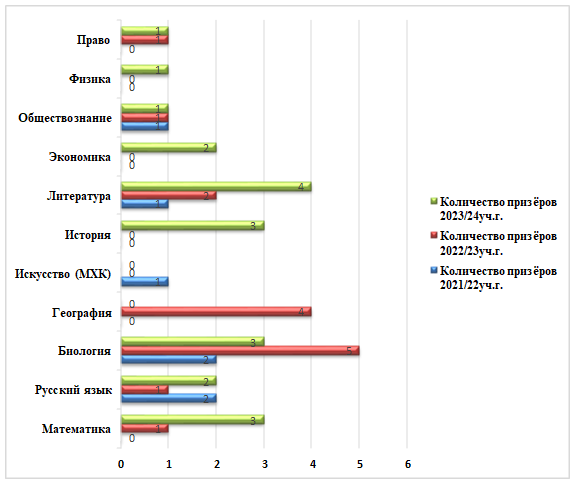 Право
1
1
0
Физика
1
0
0
Обществознание
1
1
1
Экономика
2
0
0
Литература
4
2
1
История
3
0
0
Искусство (МХК)
0
0
1
География
0
4
0
Биология
3
5
2
Русский язык
2
1
2
Математика
3
1
0
0 1 2 3 4 5 6
Количество призёров
2023/24уч.г.
Количество призёров
2022/23уч.г.
Количество призёров
2021/22уч.г.